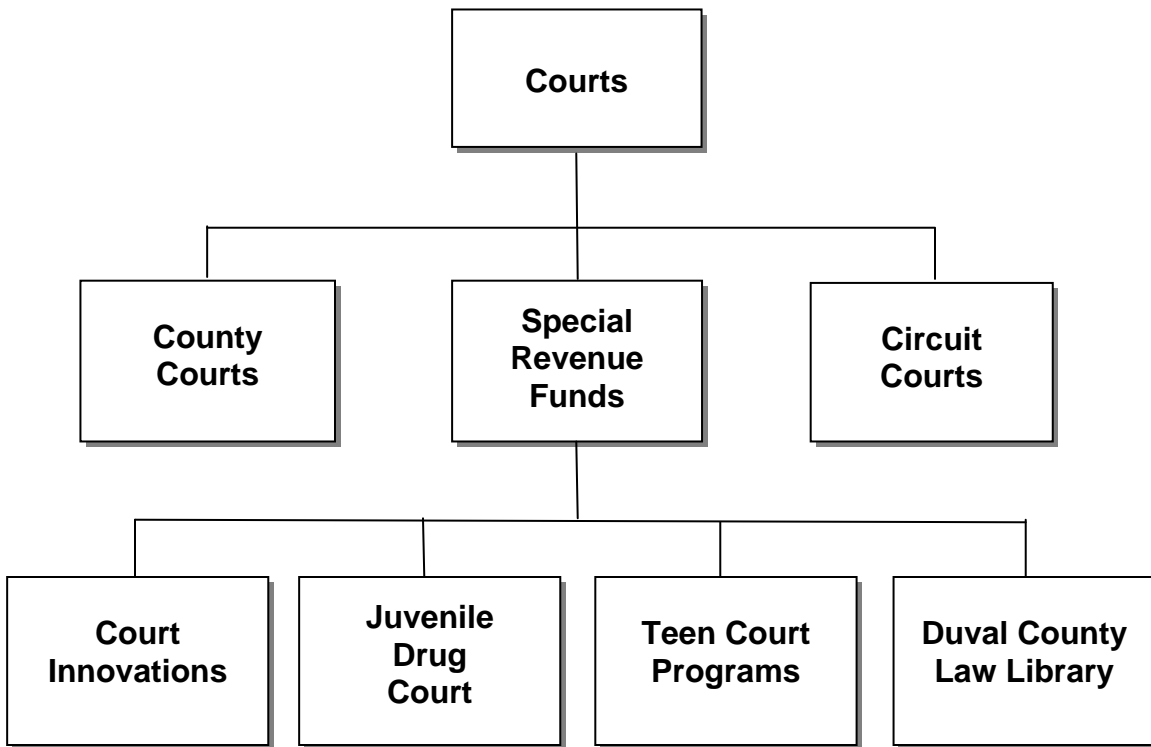 Courts
County
Courts
Special
Revenue
Funds
Circuit
Courts
Court
Innovations
Juvenile
Drug
Court
Teen Court
Programs
Duval County
Law Library